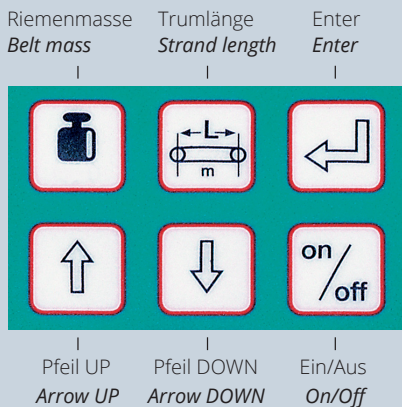 Riemenmasse Trumlänge Enter
Belt mass Strand length Enter
L
m
on/off
Pfeil UP Pfeil DOWN Ein/Aus
Arrow UP Arrow DOWN On/Off